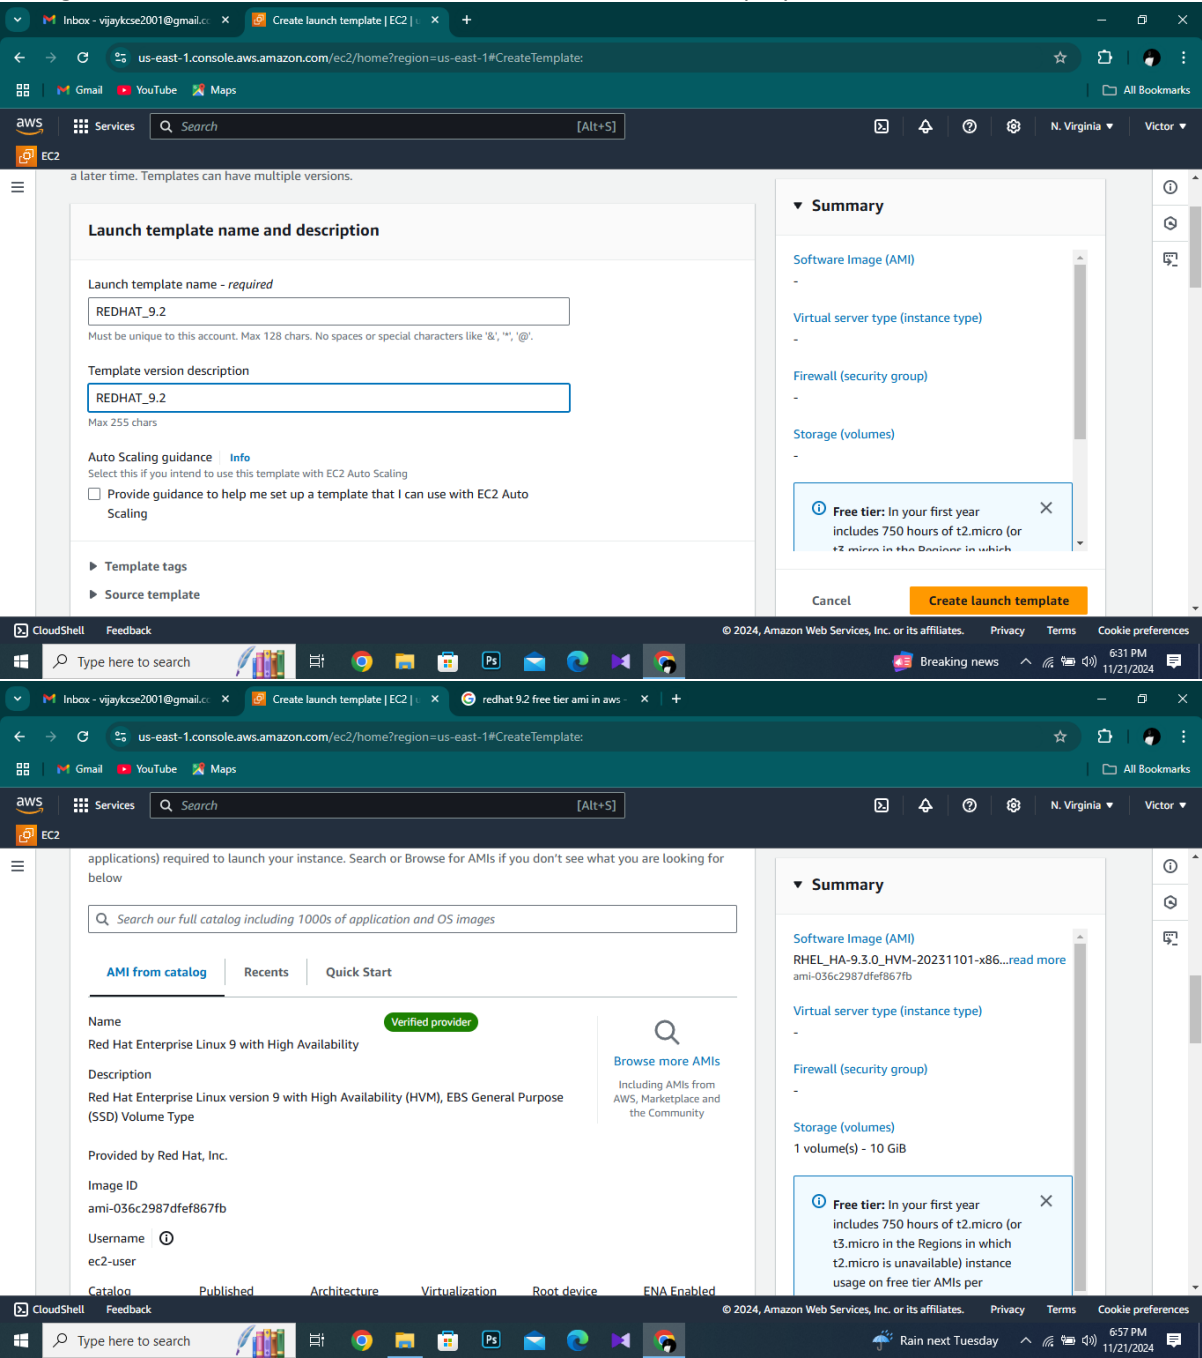 Inbox - vijaykcse2001@gmail.cc
Create launch template | EC2 |
us-east-1.console.aws.amazon.com/ec2/home?region=us-east-1#CreateTemplate:
Gmail YouTube Maps
All Bookmarks
aws Services Search [Alt+S] N. Virginia Victor
EC2
a later time. Templates can have multiple versions.
Launch template name and description
Launch template name - required
REDHAT_9.2
Must be unique to this account. Max 128 chars. No spaces or special characters like '&', '*', '@'.
Template version description
REDHAT_9.2
Max 255 chars
Auto Scaling guidance Info
Select this if you intend to use this template with EC2 Auto Scaling
Provide guidance to help me set up a template that I can use with EC2 Auto
Scaling
Template tags
Source template
Summary
Software Image (AMI)
-
Virtual server type (instance type)
-
Firewall (security group)
-
Storage (volumes)
-
Free tier: In your first year
includes 750 hours of t2.micro (or
t3.micro in the Regions in which
Cancel Create launch template
CloudShell Feedback © 2024, Amazon Web Services, Inc. or its affiliates. Privacy Terms Cookie preferences
Type here to search
Ps
Breaking news
6:31 PM
11/21/2024
Inbox - vijaykcse2001@gmail.cc
Create launch template | EC2 |
redhat 9.2 free tier ami in aws -
us-east-1.console.aws.amazon.com/ec2/home?region=us-east-1#CreateTemplate:
Gmail YouTube Maps
All Bookmarks
aws Services Search [Alt+S] N. Virginia Victor
EC2
applications) required to launch your instance. Search or Browse for AMIs if you don't see what you are looking for
below
Search our full catalog including 1000s of application and OS images
AMI from catalog Recents Quick Start
Name
Verified provider
Red Hat Enterprise Linux 9 with High Availability
Description
Red Hat Enterprise Linux version 9 with High Availability (HVM), EBS General Purpose
(SSD) Volume Type
Provided by Red Hat, Inc.
Image ID
ami-036c2987dfef867fb
Username
ec2-user
Catalog Published Architecture Virtualization Root device ENA Enabled
Browse more AMIs
Including AMIs from
AWS, Marketplace and
the Community
Summary
Software Image (AMI)
RHEL_HA-9.3.0_HVM-20231101-x86...read more
ami-036c2987dfef867fb
Virtual server type (instance type)
-
Firewall (security group)
-
Storage (volumes)
1 volume(s) - 10 GiB
Free tier: In your first year
includes 750 hours of t2.micro (or
t3.micro in the Regions in which
t2.micro is unavailable) instance
usage on free tier AMIs per
CloudShell Feedback © 2024, Amazon Web Services, Inc. or its affiliates. Privacy Terms Cookie preferences
Type here to search
Ps
Rain next Tuesday
6:57 PM
11/21/2024